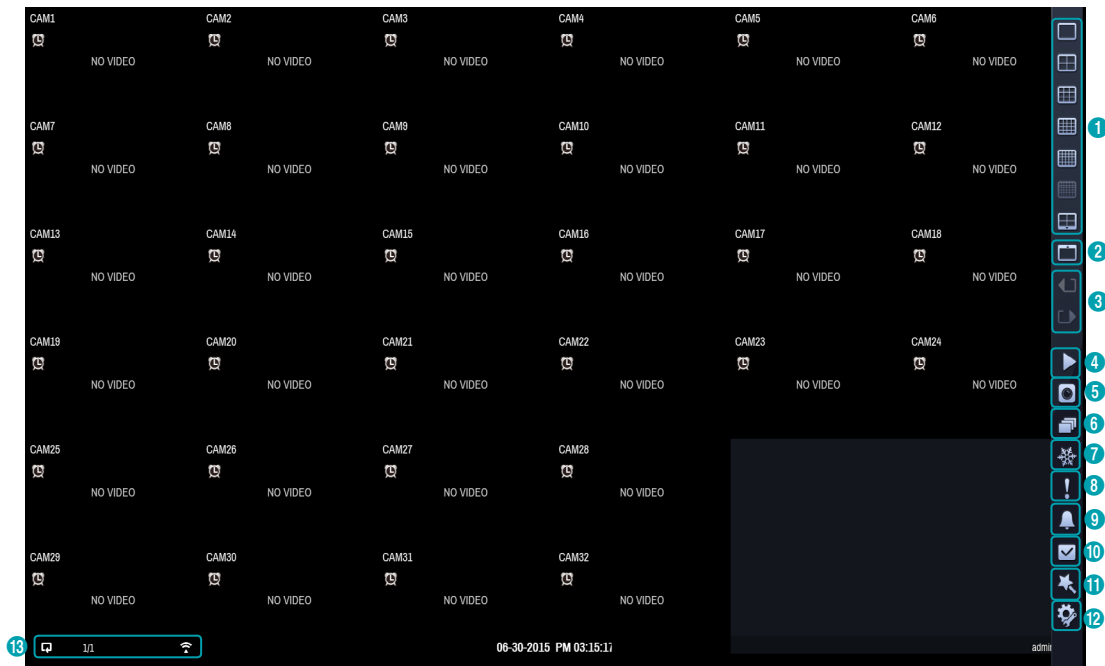 CAM1 CAM2 CAM3 CAM4 CAM5 CAM6
NO VIDEO NO VIDEO NO VIDEO NO VIDEO NO VIDEO NO VIDEO
CAM7 CAM8 CAM9 CAM10 CAM11 CAM12
NO VIDEO NO VIDEO NO VIDEO NO VIDEO NO VIDEO NO VIDEO
CAM13 CAM14 CAM15 CAM16 CAM17 CAM18
NO VIDEO NO VIDEO NO VIDEO NO VIDEO NO VIDEO NO VIDEO
CAM19 CAM20 CAM21 CAM22 CAM23 CAM24
NO VIDEO NO VIDEO NO VIDEO NO VIDEO NO VIDEO NO VIDEO
CAM25 CAM26 CAM27 CAM28
NO VIDEO NO VIDEO NO VIDEO NO VIDEO
CAM29 CAM30 CAM31 CAM32
NO VIDEO NO VIDEO NO VIDEO NO VIDEO
1/1 06-30-2015 PM 03:15:17 admi
1
2
3
4
5
6
7
8
9
10
11
12
13